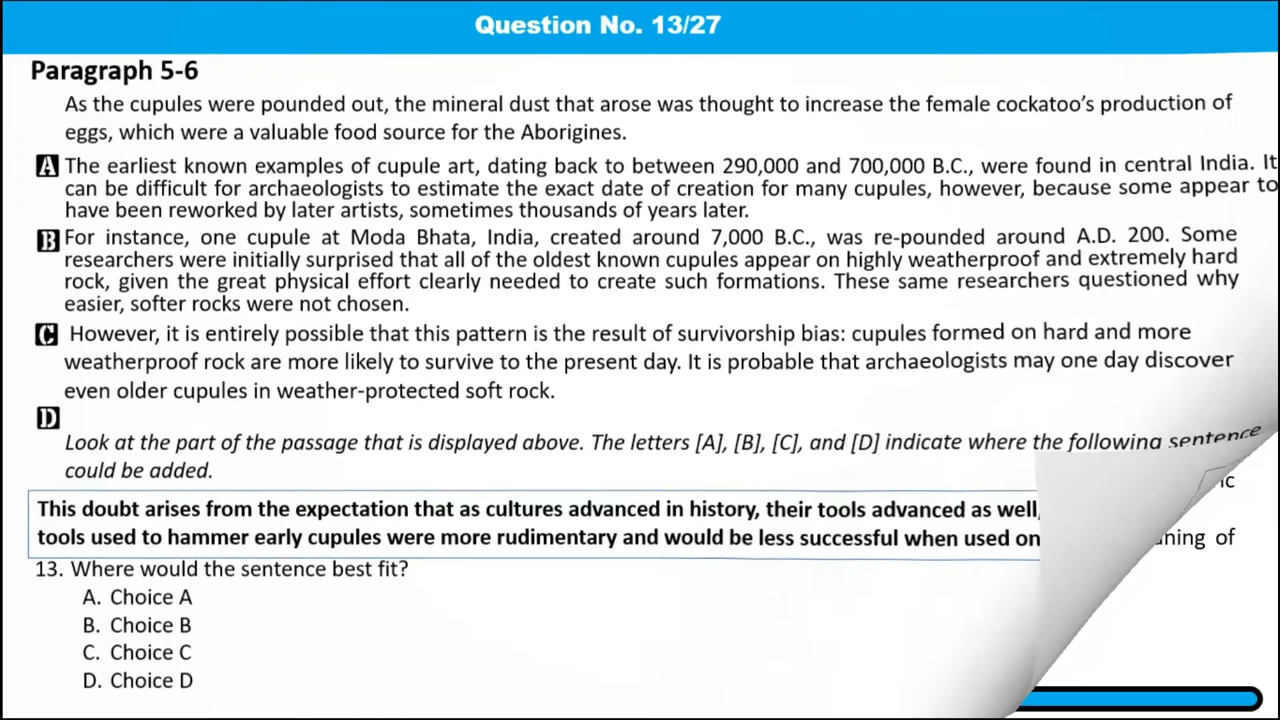 Question No. 13/27
Paragraph 5-6
As the cupules were pounded out, the mineral dust that arose was thought to increase the female cockatoo's production of
eggs, which were a valuable food source for the Aborigines.
A The earliest known examples of cupule art, dating back to between 290,000 and 700,000 B.C., were found in central India. It
can be difficult for archaeologists to estimate the exact date of creation for many cupules, however, because some appear to
have been reworked by later artists, sometimes thousands of years later.
B For instance, one cupule at Moda Bhata, India, created around 7,000 B.C., was re-pounded around A.D. 200. Some
researchers were initially surprised that all of the oldest known cupules appear on highly weatherproof and extremely hard
rock, given the great physical effort clearly needed to create such formations. These same researchers questioned why
easier, softer rocks were not chosen.
C However, it is entirely possible that this pattern is the result of survivorship bias: cupules formed on hard and more
weatherproof rock are more likely to survive to the present day. It is probable that archaeologists may one day discover
even older cupules in weather-protected soft rock.
D
Look at the part of the passage that is displayed above. The letters [A], [B], [C], and [D] indicate where the following sentence
could be added.
This doubt arises from the expectation that as cultures advanced in history, their tools advanced as well,
tools used to hammer early cupules were more rudimentary and would be less successful when used on
of
13. Where would the sentence best fit?
A. Choice A
B. Choice B
C. Choice C
D. Choice D